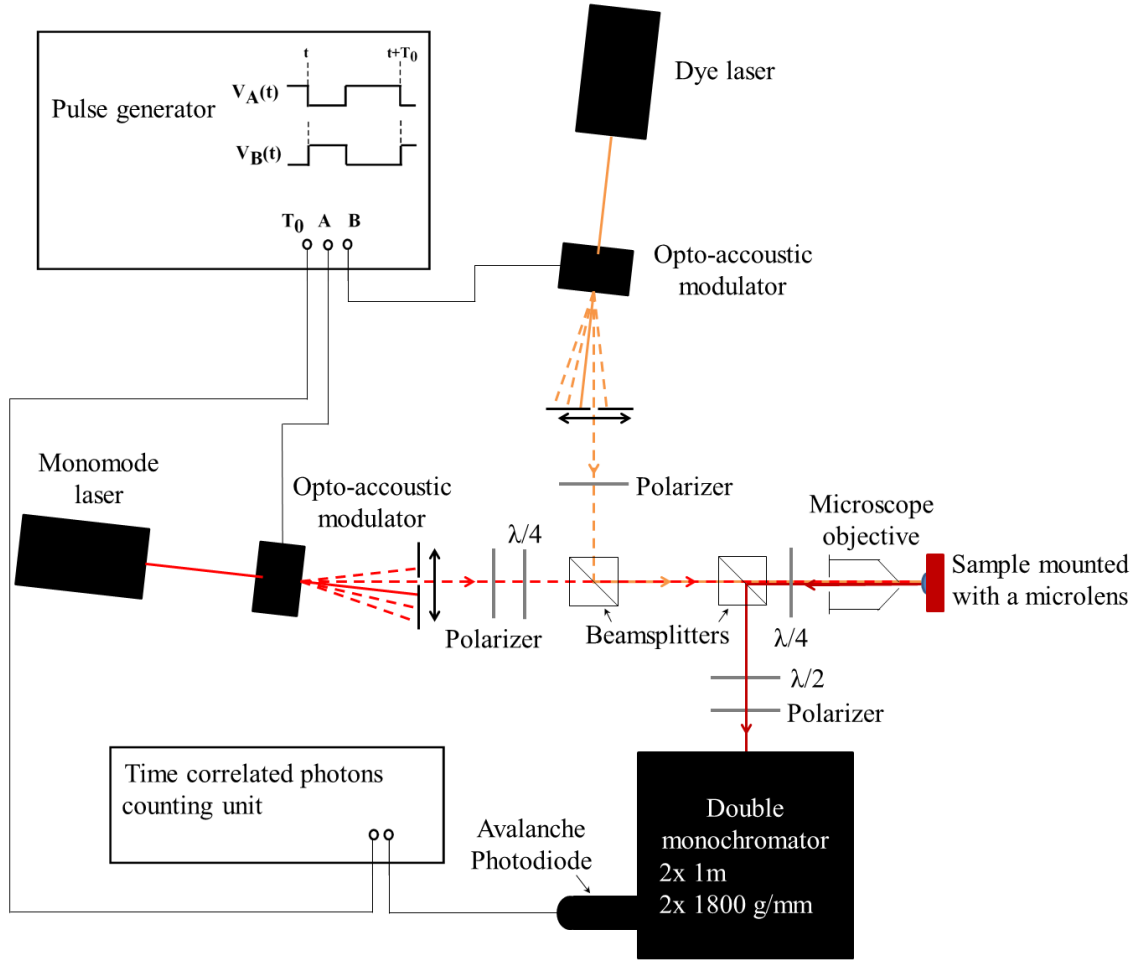 Pulse generator
t
t+T0
VA(t)
VB(t)
T0 A B
Dye laser
Opto-accoustic
modulator
Monomode
laser
Opto-accoustic
modulator
λ/4
Polarizer
Polarizer
Beamsplitters
Microscope
objective
Sample mounted
with a microlens
λ/4
λ/2
Polarizer
Time correlated photons
counting unit
Avalanche
Photodiode
Double
monochromator
2x 1m
2x 1800 g/mm